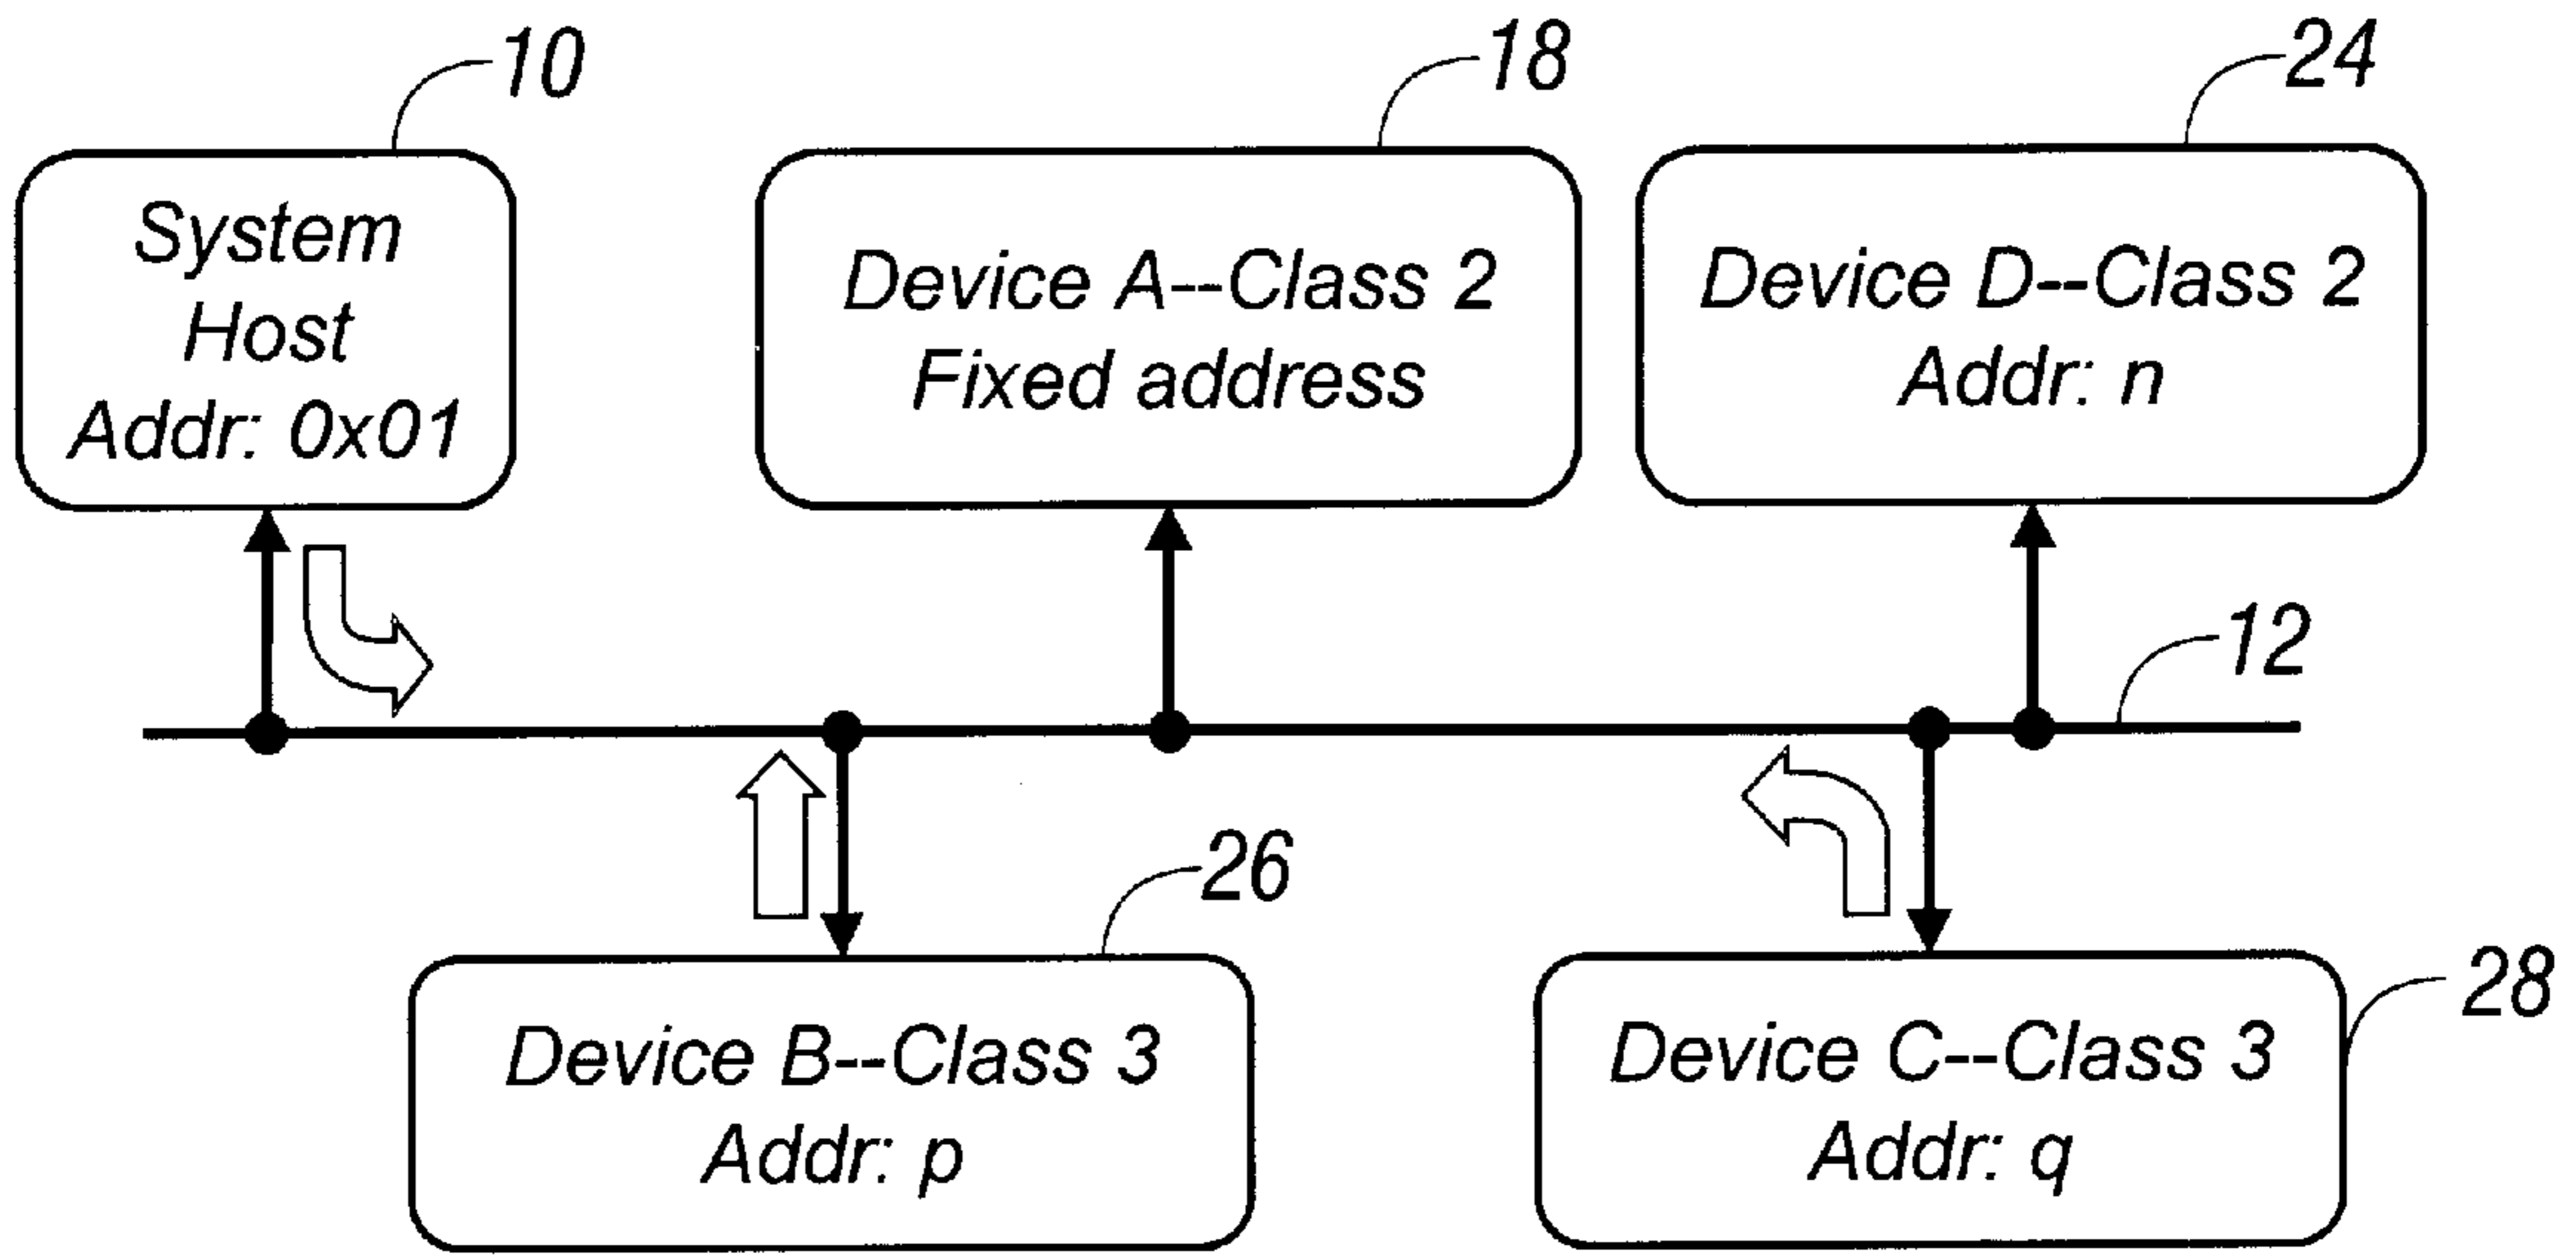 10
18
24
System
Host
Addr: 0x01
Device A--Class 2
Fixed address
Device D--Class 2
Addr: n
12
26
28
Device B--Class 3
Addr: p
Device C--Class 3
Addr: q